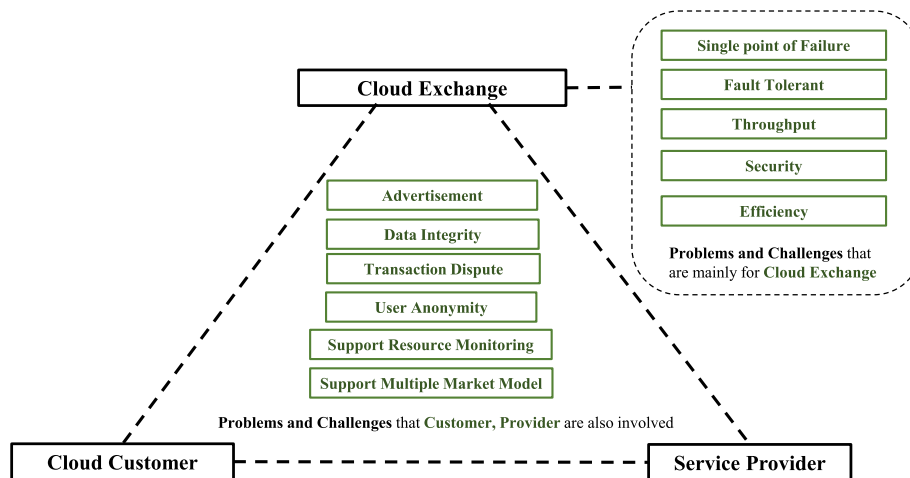 Single point of Failure
Cloud Exchange
Fault Tolerant
Throughput
Security
Efficiency
Problems and Challenges that
are mainly for Cloud Exchange
Advertisement
Data Integrity
Transaction Dispute
User Anonymity
Support Resource Monitoring
Support Multiple Market Model
Problems and Challenges that Customer, Provider are also involved
Cloud Customer
Service Provider